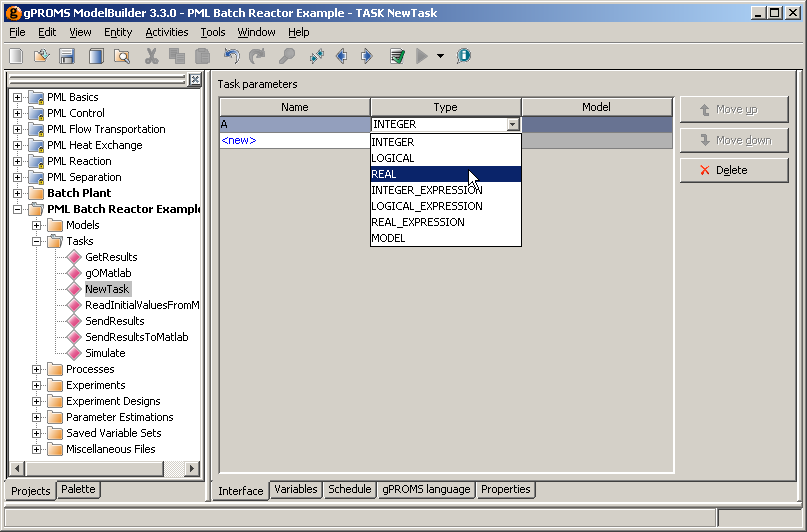 gPROMS ModelBuilder 3.3.0 - PML Batch Reactor Example - TASK NewTask
File Edit View Entity Activities Tools Window Help
PML Basics
PML Control
PML Flow Transportation
PML Heat Exchange
PML Reaction
PML Separation
Batch Plant
PML Batch Reactor Example
Models
Tasks
GetResults
gOMatlab
NewTask
ReadInitialValuesFromM
SendResults
SendResultsToMatlab
Simulate
Processes
Experiments
Experiment Designs
Parameter Estimations
Saved Variable Sets
Miscellaneous Files
Projects Palette
Task parameters
Name Type Model
A INTEGER
<new>
INTEGER
LOGICAL
REAL
INTEGER_EXPRESSION
LOGICAL_EXPRESSION
REAL_EXPRESSION
MODEL
Move up
Move down
Delete
Interface Variables Schedule gPROMS language Properties